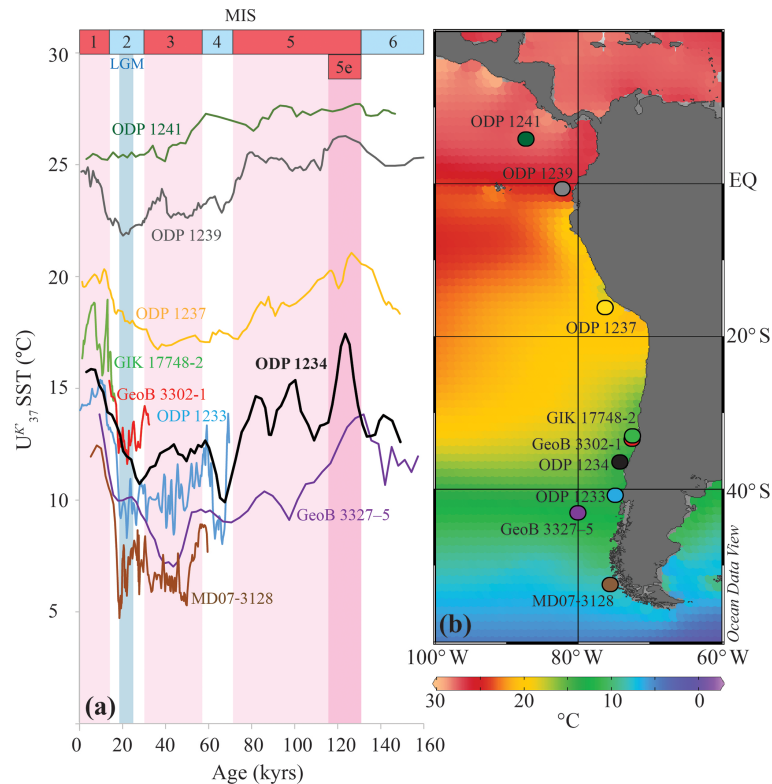 MIS
1 2 3 4 5 6
LGM
5e
30
25
20
15
10
5
U^K'_37 SST (ºC)
ODP 1241
ODP 1239
ODP 1237
GIK 17748-2
ODP 1234
GeoB 3302-1
ODP 1233
GeoB 3327–5
MD07-3128
(a)
0 20 40 60 80 100 120 140 160
Age (kyrs)
ODP 1241
ODP 1239
EQ
ODP 1237
20°S
GIK 17748-2
GeoB 3302-1
ODP 1234
ODP 1233
40°S
GeoB 3327–5
MD07-3128
(b)
Ocean Data View
100°W 80°W 60°W
30 20 10 0
°C